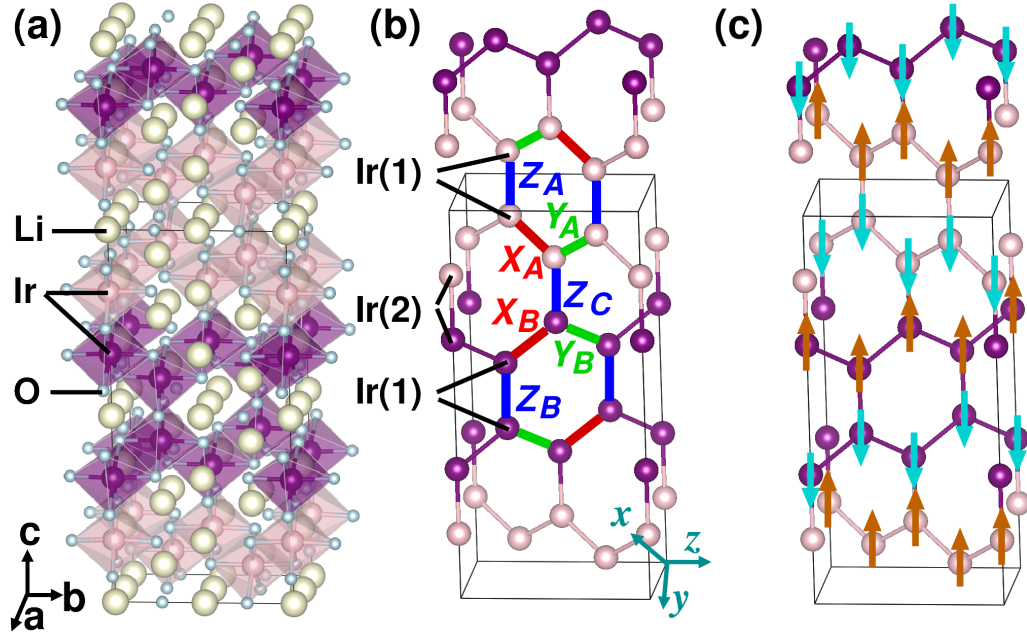 (a)
Li
Ir
O
c
b
a
(b)
Ir(1)
Z_A
Y_A
X_A
Ir(2)
Z_C
X_B
Y_B
Ir(1)
Z_B
x
z
y
(c)